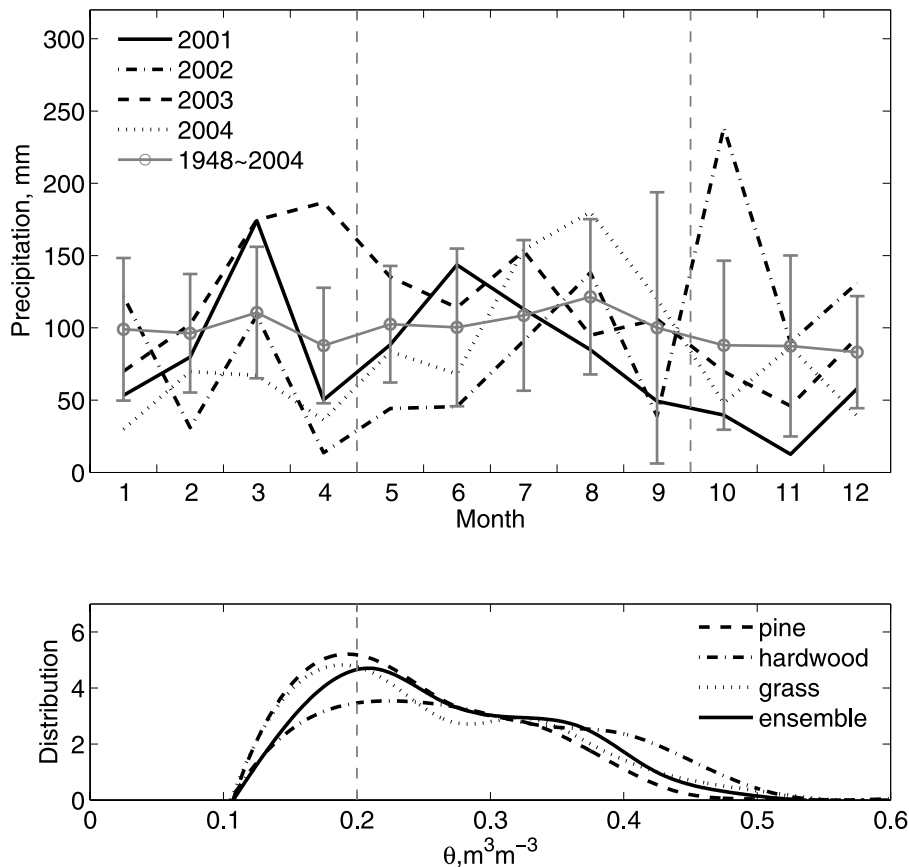 300
250
200
150
100
50
0
Precipitation, mm
2001
2002
2003
2004
1948~2004
1 2 3 4 5 6 7 8 9 10 11 12
Month
6
4
2
0
Distribution
pine
hardwood
grass
ensemble
0 0.1 0.2 0.3 0.4 0.5 0.6
θ,m³m⁻³